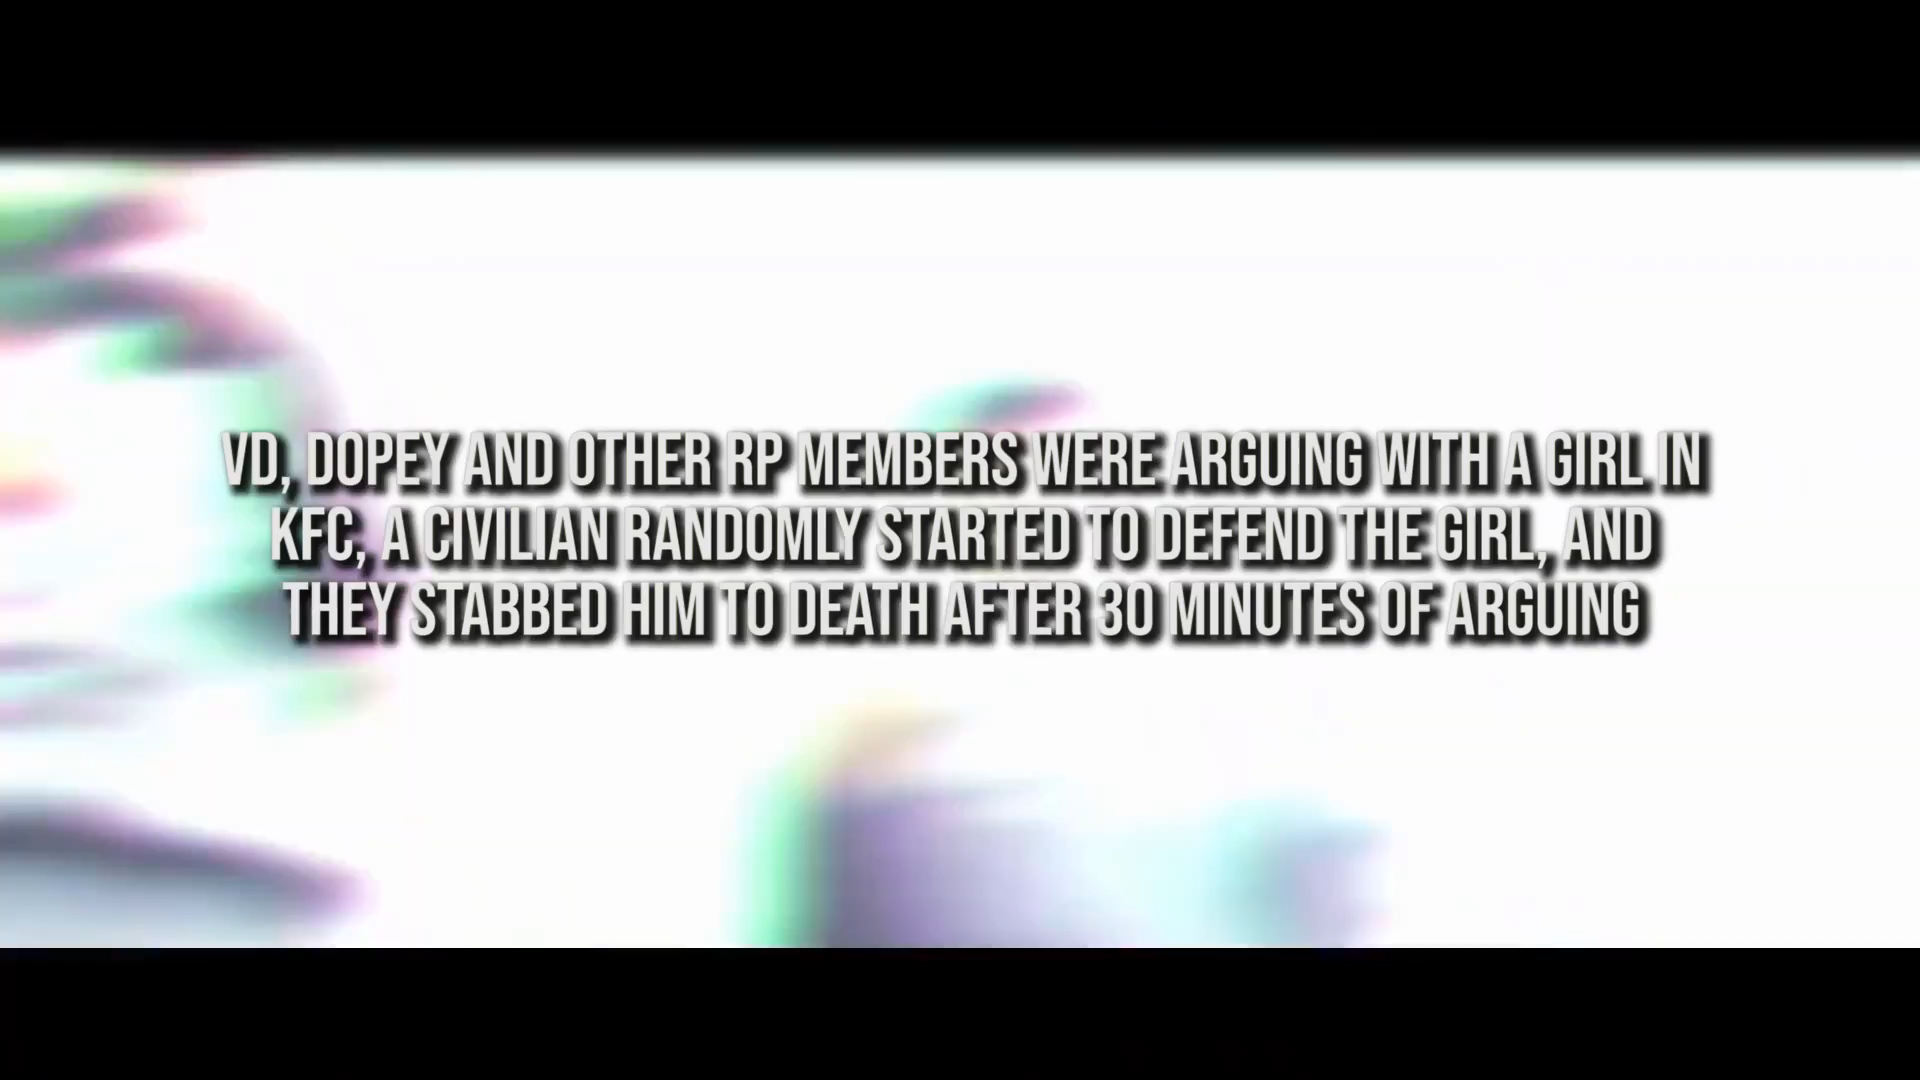 VD, DOPEY AND OTHER RP MEMBERS WERE ARGUING WITH A GIRL IN
KFC, A CIVILIAN RANDOMLY STARTED TO DEFEND THE GIRL, AND
THEY STABBED HIM TO DEATH AFTER 30 MINUTES OF ARGUING